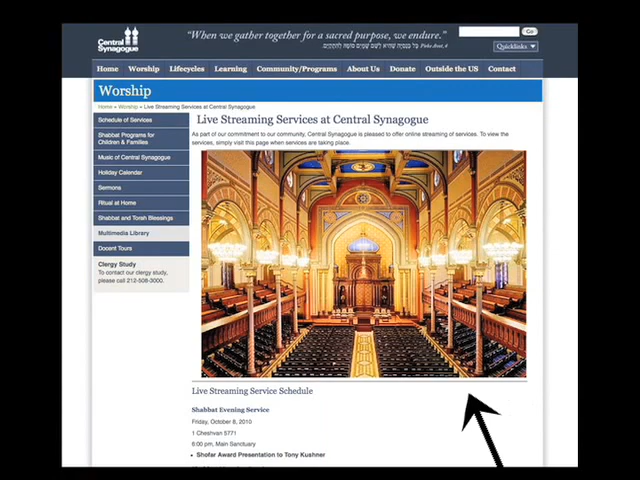 Central
Synagogue
"When we gather together for a sacred purpose, we endure."
Pirke Avot, 4
Go
Quicklinks
Home Worship Lifecycles Learning Community/Programs About Us Donate Outside the US Contact
Worship
Home » Worship » Live Streaming Services at Central Synagogue
Schedule of Services
Shabbat Programs for
Children & Families
Music of Central Synagogue
Holiday Calendar
Sermons
Ritual at Home
Shabbat and Torah Blessings
Multimedia Library
Docent Tours
Clergy Study
To contact our clergy study,
please call 212-508-3000.
Live Streaming Services at Central Synagogue
As part of our commitment to our community, Central Synagogue is pleased to offer online streaming of services. To view the
services, simply visit this page when services are taking place.
Live Streaming Service Schedule
Shabbat Evening Service
Friday, October 8, 2010
1 Cheshvan 5771
6:00 pm, Main Sanctuary
Shofar Award Presentation to Tony Kushner